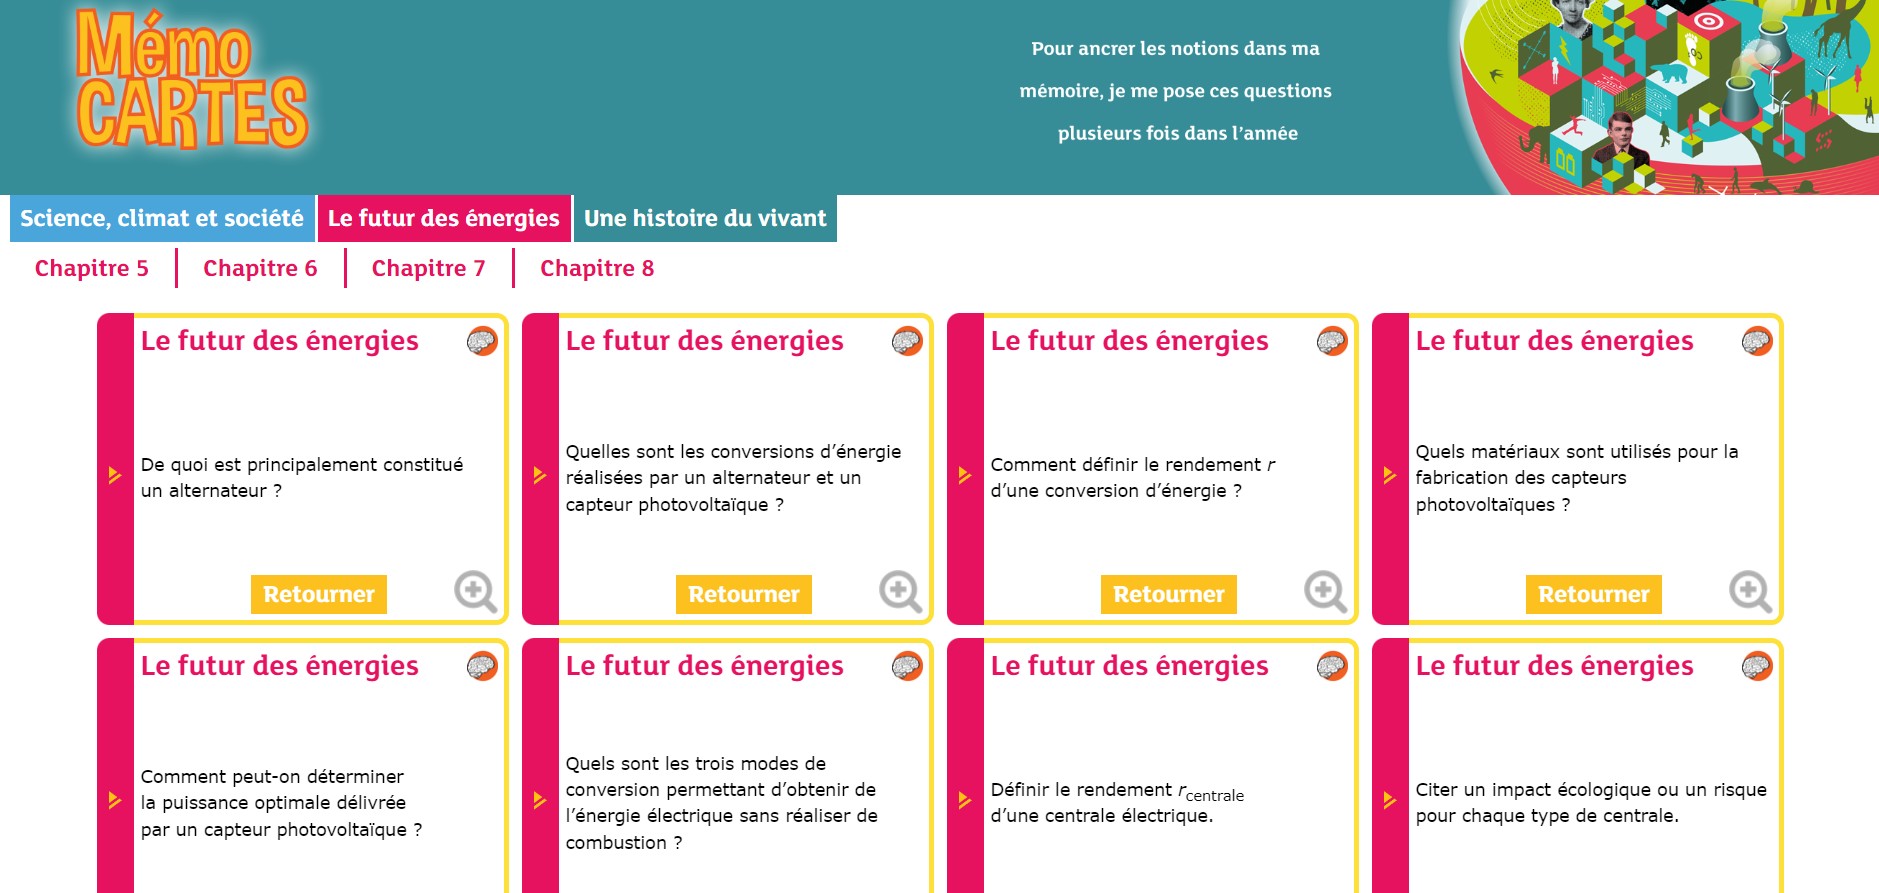 Mémo
CARTES
Pour ancrer les notions dans ma
mémoire, je me pose ces questions
plusieurs fois dans l'année
Science, climat et société
Le futur des énergies
Une histoire du vivant
Chapitre 5
Chapitre 6
Chapitre 7
Chapitre 8
Le futur des énergies
De quoi est principalement constitué
un alternateur ?
Retourner
Le futur des énergies
Quelles sont les conversions d'énergie
réalisées par un alternateur et un
capteur photovoltaïque ?
Retourner
Le futur des énergies
Comment définir le rendement r
d'une conversion d'énergie ?
Retourner
Le futur des énergies
Quels matériaux sont utilisés pour la
fabrication des capteurs
photovoltaïques ?
Retourner
Le futur des énergies
Comment peut-on déterminer
la puissance optimale délivrée
par un capteur photovoltaïque ?
Le futur des énergies
Quels sont les trois modes de
conversion permettant d'obtenir de
l'énergie électrique sans réaliser de
combustion ?
Le futur des énergies
Définir le rendement rcentrale
d'une centrale électrique.
Le futur des énergies
Citer un impact écologique ou un risque
pour chaque type de centrale.